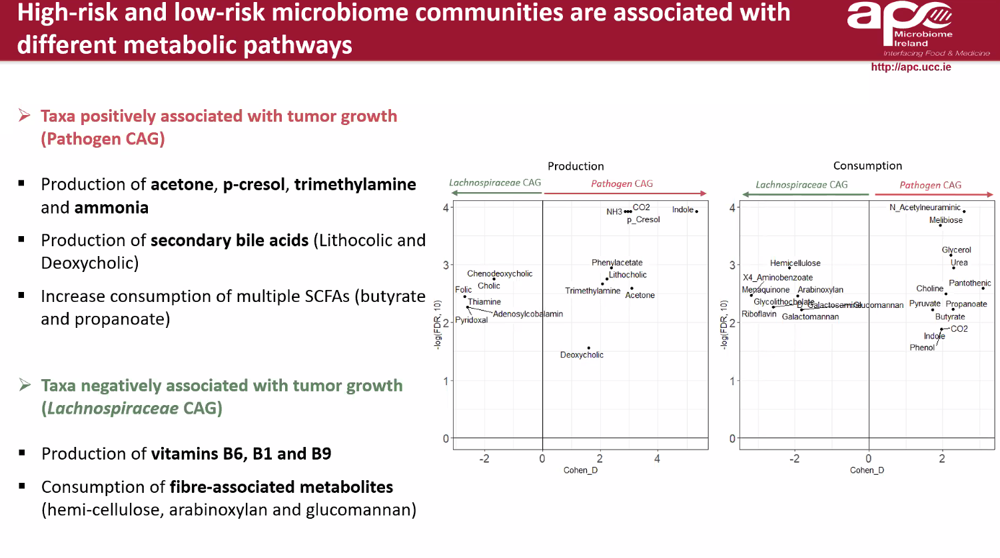 High-risk and low-risk microbiome communities are associated with
different metabolic pathways
apc
Microbiome
Ireland
Interfacing Food & Medicine
http://apc.ucc.ie
Taxa positively associated with tumor growth
(Pathogen CAG)
Production of acetone, p-cresol, trimethylamine
and ammonia
Production of secondary bile acids (Lithocolic and
Deoxycholic)
Increase consumption of multiple SCFAs (butyrate
and propanoate)
Taxa negatively associated with tumor growth
(Lachnospiraceae CAG)
Production of vitamins B6, B1 and B9
Consumption of fibre-associated metabolites
(hemi-cellulose, arabinoxylan and glucomannan)
Production
Lachnospiraceae CAG
Pathogen CAG
4
3
2
1
0
-log(FDR, 10)
NH3
CO2
Indole
p_Cresol
Phenylacetate
Chenodeoxycholic
Lithocholic
Cholic
Folic
Trimethylamine
Acetone
Thiamine
Adenosylcobalamin
Pyridoxal
Deoxycholic
-2
0
2
4
Cohen_D
Consumption
Lachnospiraceae CAG
Pathogen CAG
4
3
2
1
0
-log(FDR, 10)
N_Acetylneuraminic
Melibiose
Glycerol
Hemicellulose
Urea
X4_Aminobenzoate
Pantothenic
Menaquinone
Arabinoxylan
Choline
Glycolithocholate
D_Galactosamine
Glucomannan
Pyruvate
Propanoate
Riboflavin
Galactomannan
Butyrate
CO2
Indole
Phenol
-2
0
2
Cohen_D